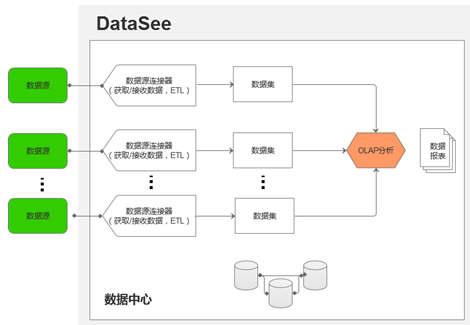 DataSee
数据源
数据源连接器
（获取/接收数据，ETL）
数据集
数据源
数据源连接器
（获取/接收数据，ETL）
数据集
OLAP分析
数据
报表
数据源
数据源连接器
（获取/接收数据，ETL）
数据集
数据中心